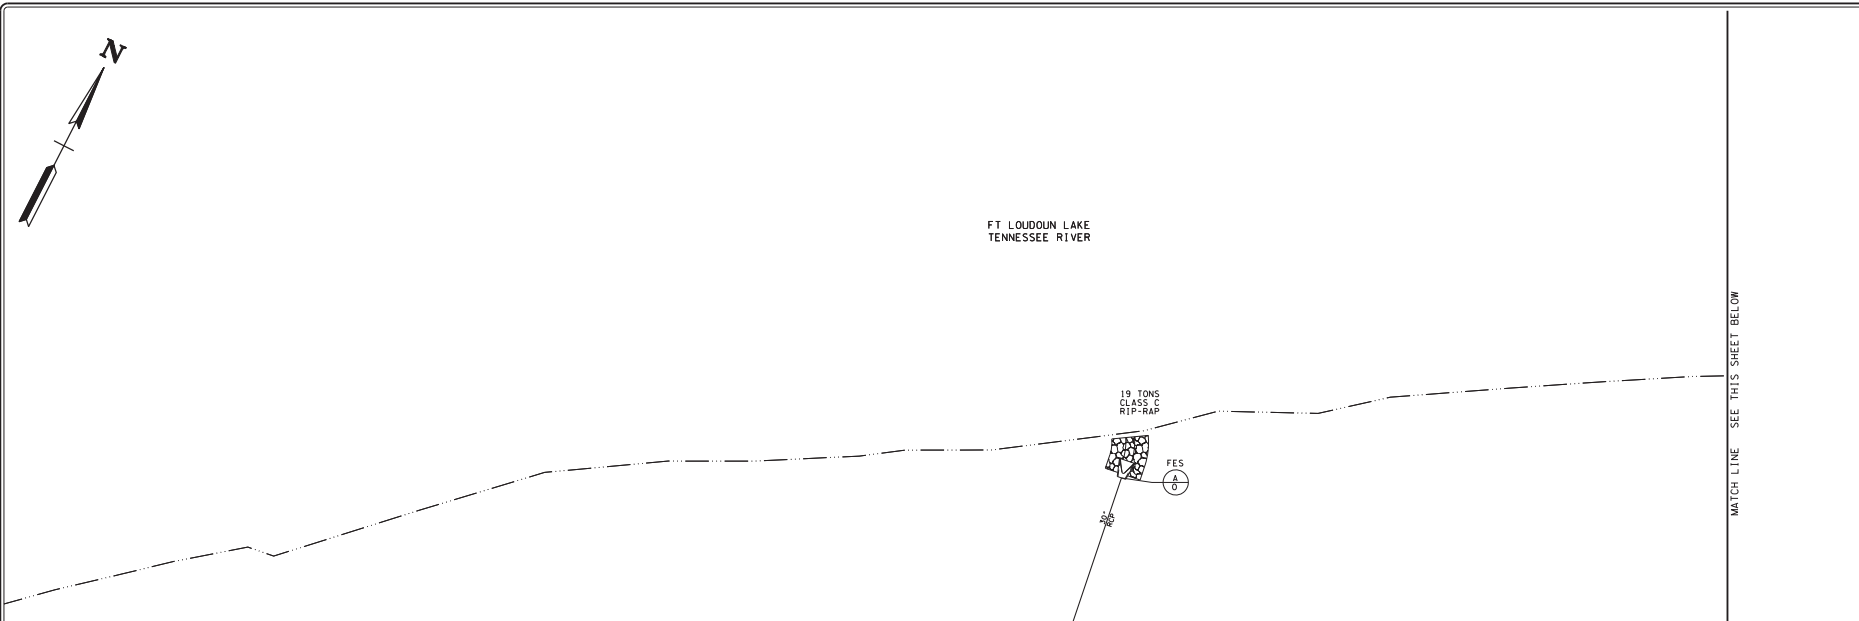 N
FT LOUDOUN LAKE
TENNESSEE RIVER
19 TONS
CLASS C
RIP-RAP
FES
A
0
30"
RCP
MATCH LINE SEE THIS SHEET BELOW